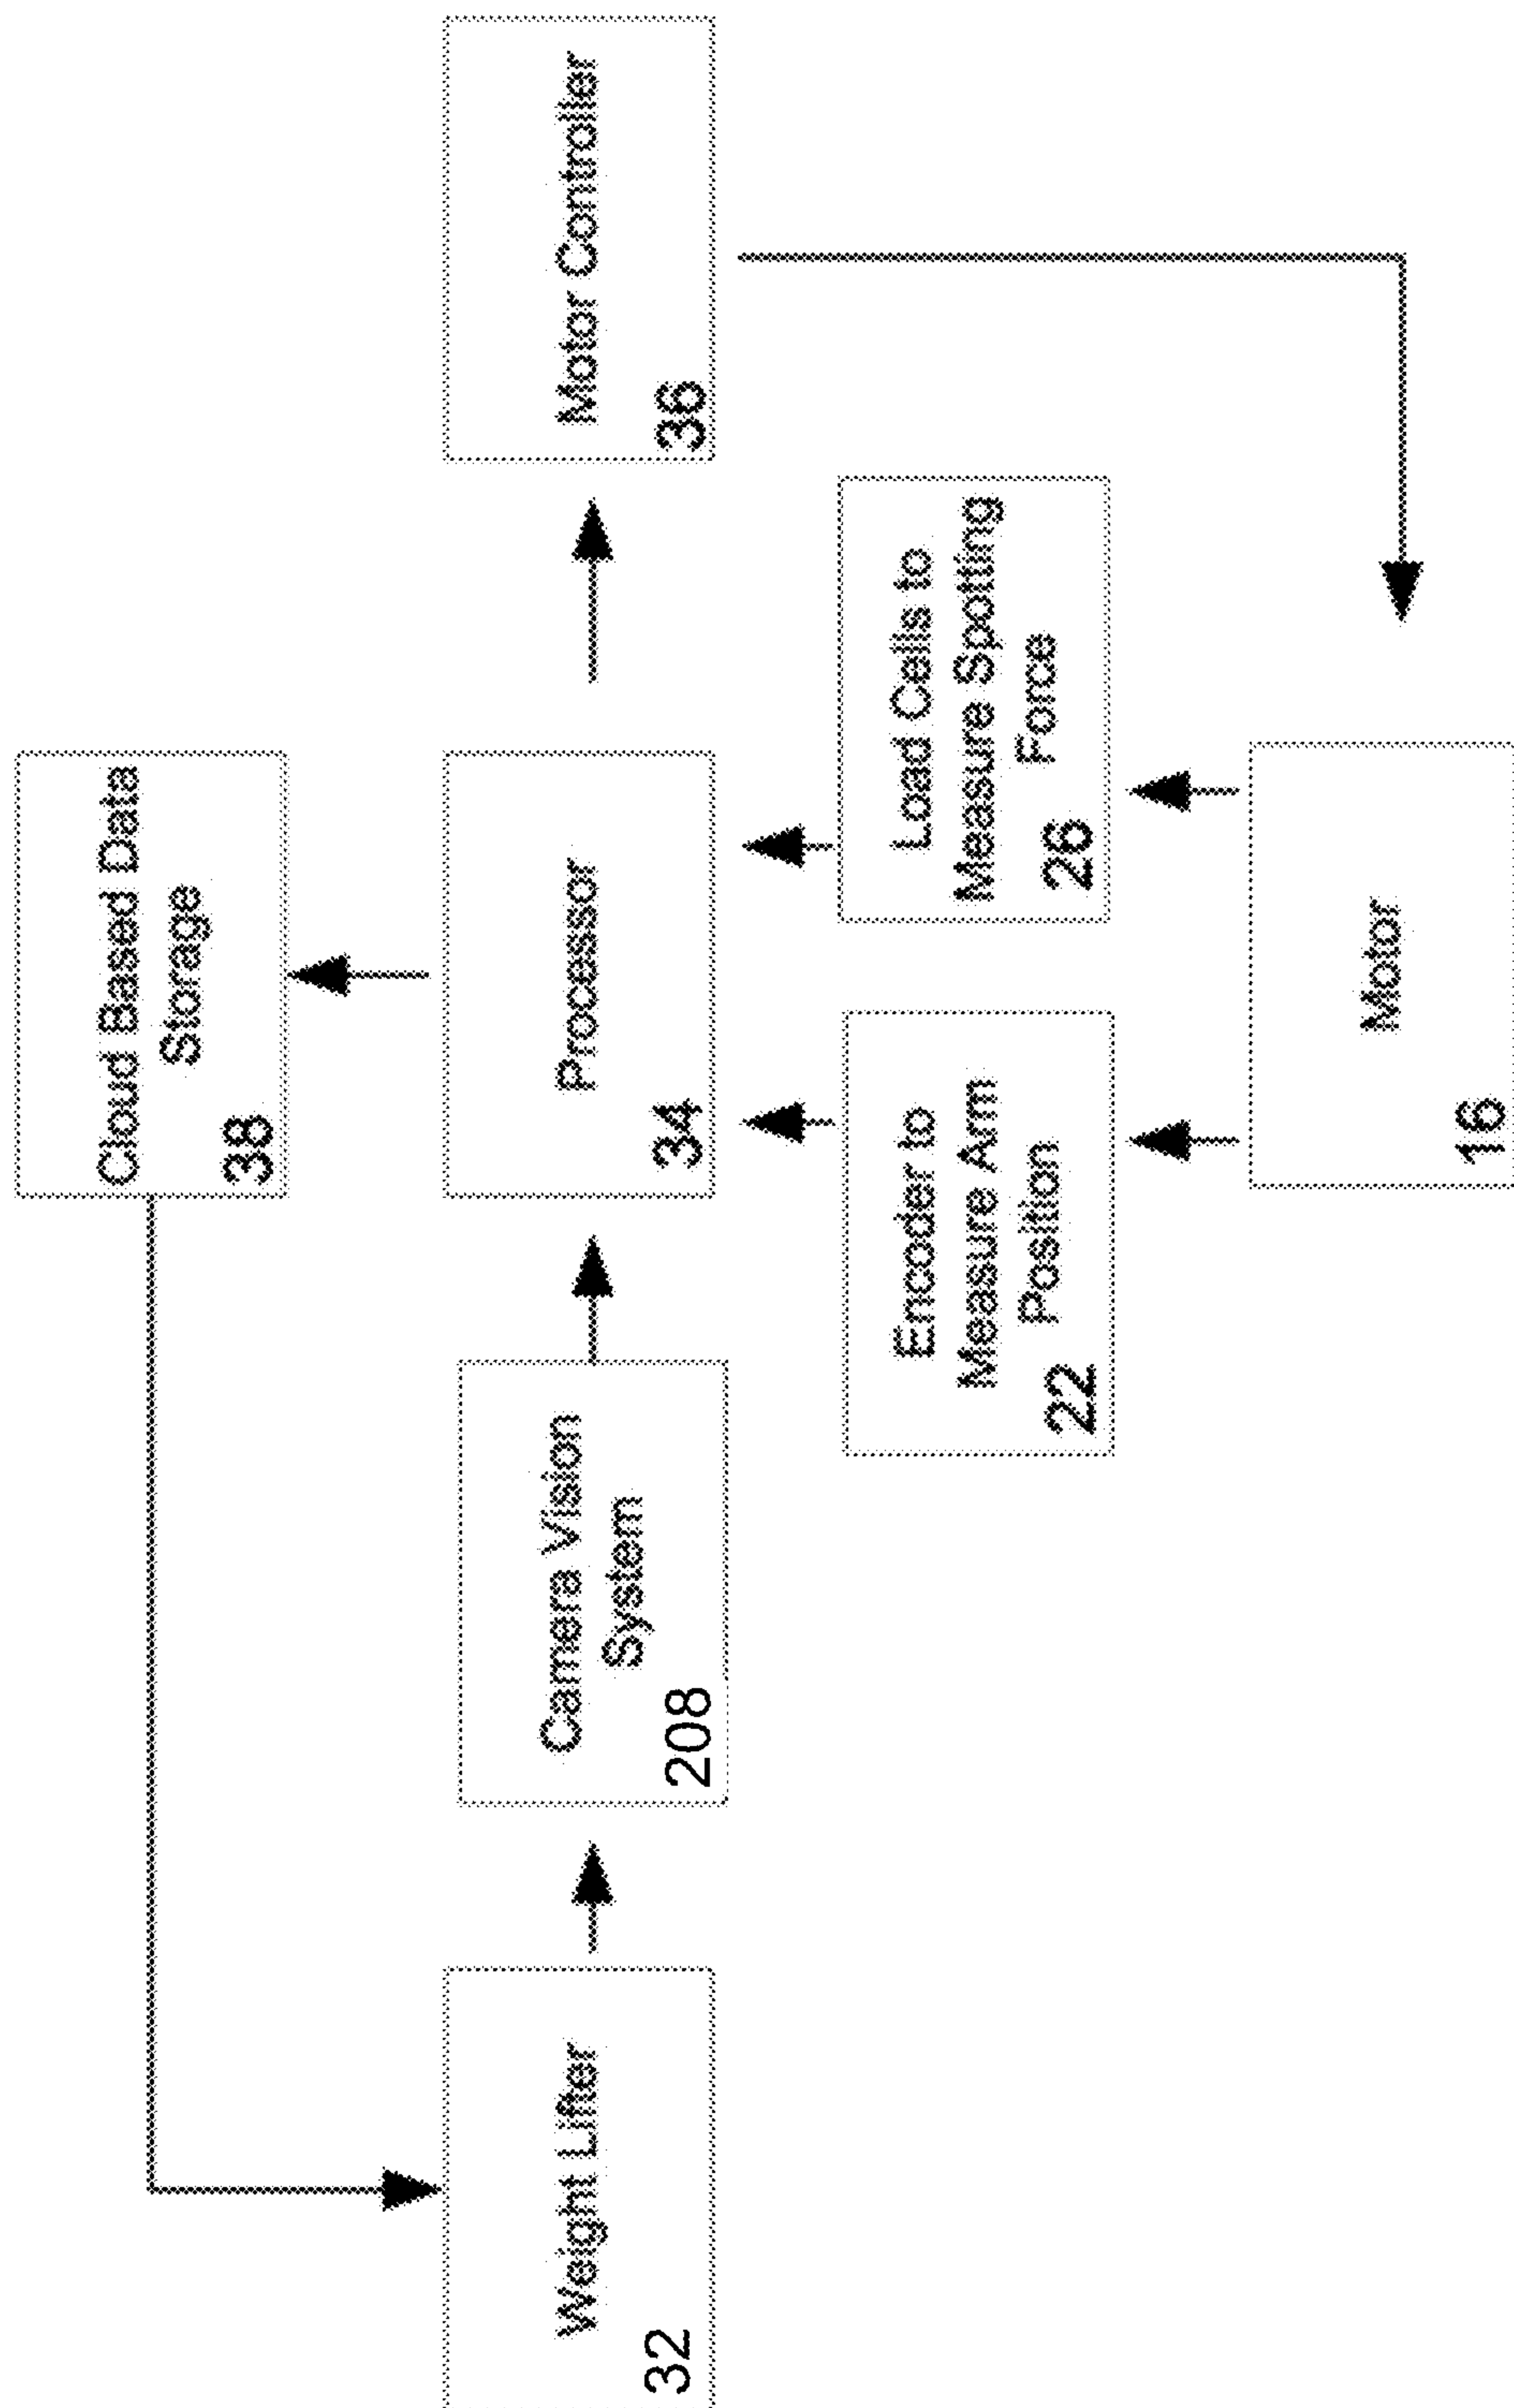 Cloud Based Data
Storage
38
Weight Lifter
32
Camera Vision
System
208
Processor
34
Motor Controller
36
Encoder to
Measure Arm
Position
22
Load Cells to
Measure Spotting
Force
26
Motor
16